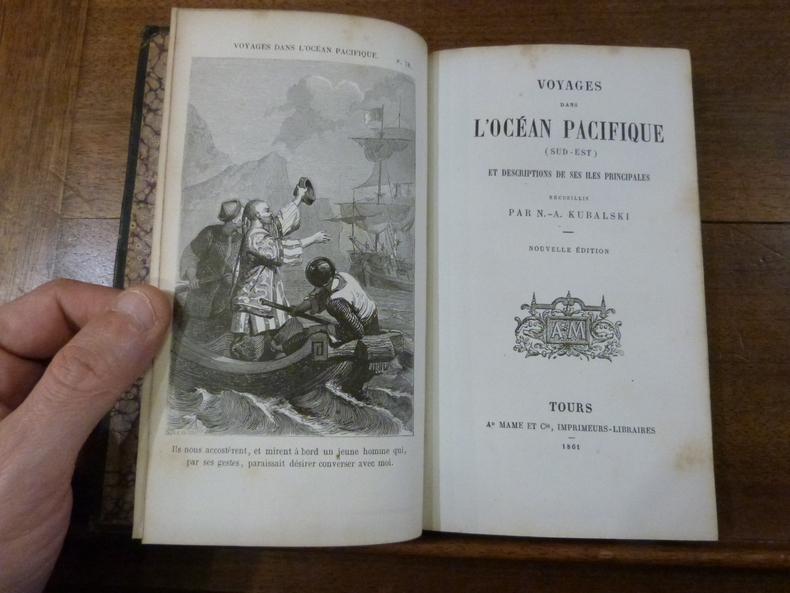 VOYAGES DANS L'OCÉAN PACIFIQUE.
Ils nous accostèrent, et mirent à bord un jeune homme qui,
par ses gestes, paraissait désirer converser avec moi.
VOYAGES
DANS
L'OCÉAN PACIFIQUE
(SUD-EST)
ET DESCRIPTIONS DE SES ILES PRINCIPALES
RECUEILLIS
PAR N.-A. KUBALSKI
NOUVELLE ÉDITION
A M
TOURS
Ad MAME ET Cie, IMPRIMEURS-LIBRAIRES
1861